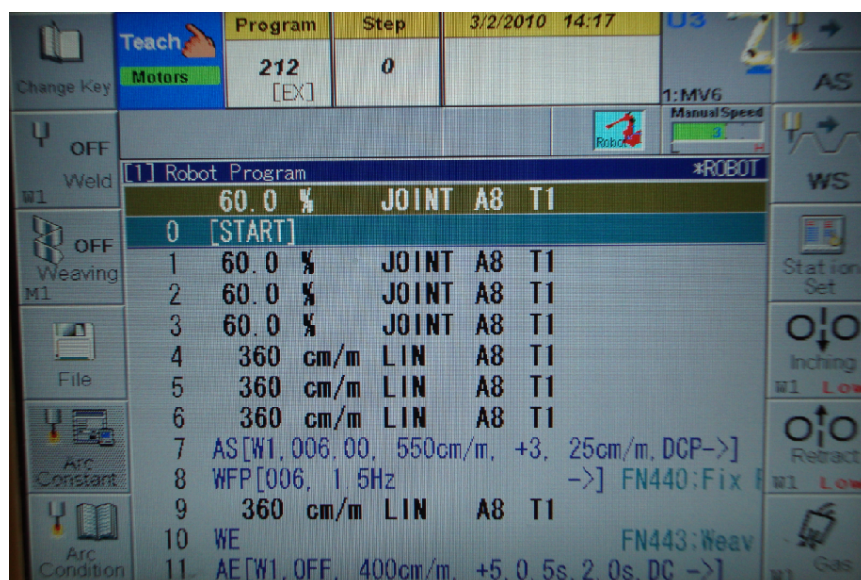 Change Key
Teach
Motors
Program
212
[EX]
Step
0
3/2/2010 14:17
U3
1:MV6
AS
OFF
Weld
W1
Robot
Manual Speed
3
L H
WS
[1] Robot Program *ROBOT
60.0 % JOINT A8 T1
0 [START]
1 60.0 % JOINT A8 T1
2 60.0 % JOINT A8 T1
3 60.0 % JOINT A8 T1
4 360 cm/m LIN A8 T1
5 360 cm/m LIN A8 T1
6 360 cm/m LIN A8 T1
7 AS[W1,006,00, 550cm/m, +3, 25cm/m,DCP->]
8 WFP[006, 1.5Hz ->] FN440;Fix
9 360 cm/m LIN A8 T1
10 WE FN443;Weav
11 AE[W1,OFF, 400cm/m, +5,0.5s,2.0s,DC ->]
OFF
Weaving
M1
File
Arc
Constant
Arc
Condition
Station
Set
Inching
W1 Low
Retract
W1 Low
Gas